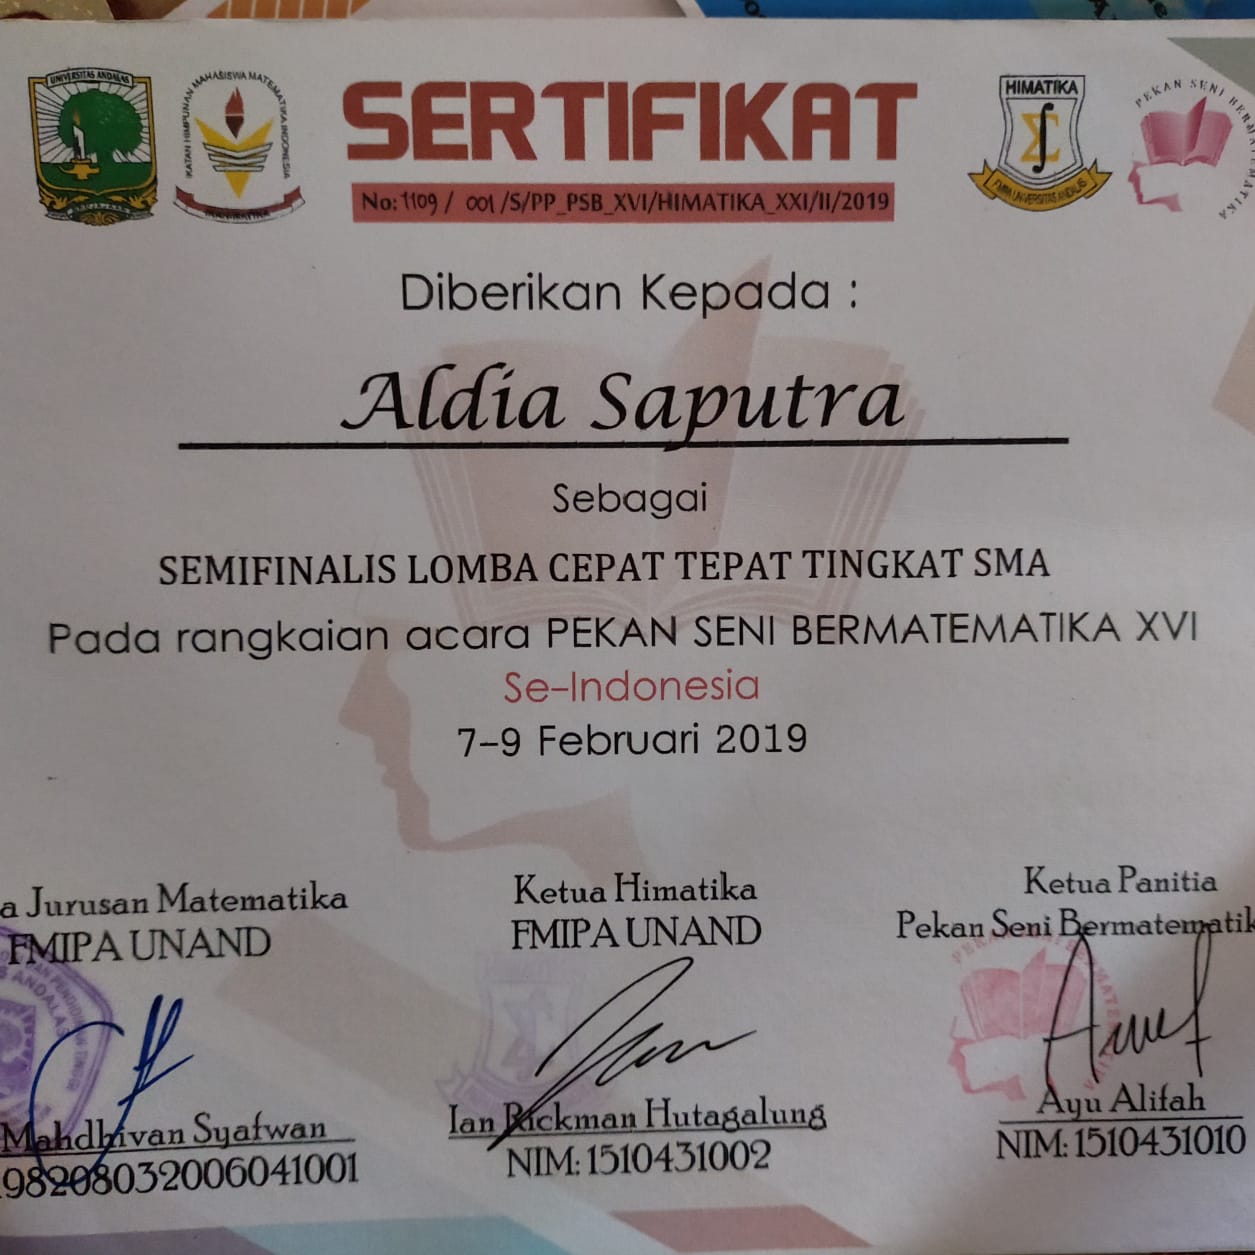 UNIVERSITAS ANDALAS
IKATAN HIMPUNAN MAHASISWA MATEMATIKA INDONESIA
SERTIFIKAT
No: 1109 / 001 /S/PP_PSB_XVI/HIMATIKA_XXI/II/2019
HIMATIKA
FMIPA UNIVERSITAS ANDALAS
PEKAN SENI BERMATEMATIKA
Diberikan Kepada :
Aldia Saputra
Sebagai
SEMIFINALIS LOMBA CEPAT TEPAT TINGKAT SMA
Pada rangkaian acara PEKAN SENI BERMATEMATIKA XVI
Se-Indonesia
7-9 Februari 2019
a Jurusan Matematika
FMIPA UNAND
Mahdhivan Syafwan
198208032006041001
Ketua Himatika
FMIPA UNAND
Ian Rickman Hutagalung
NIM: 1510431002
Ketua Panitia
Pekan Seni Bermatematik
Ayu Alifah
NIM: 1510431010